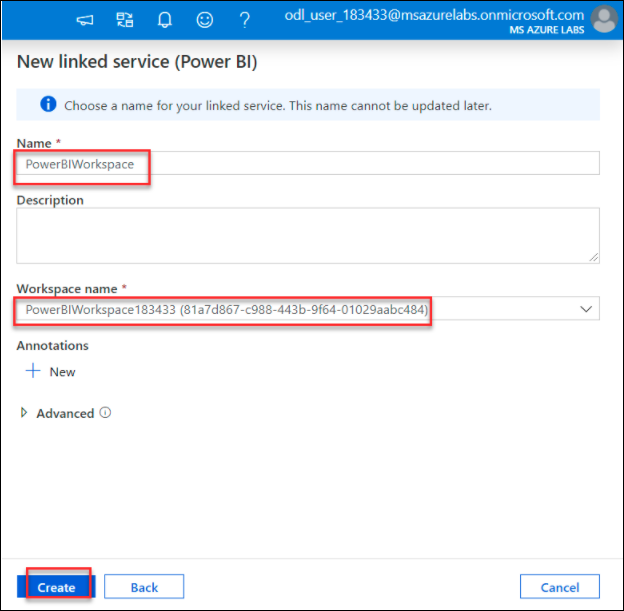 odl_user_183433@msazurelabs.onmicrosoft.com
MS AZURE LABS
New linked service (Power BI)
Choose a name for your linked service. This name cannot be updated later.
Name *
PowerBIWorkspace
Description
Workspace name *
PowerBIWorkspace183433 (81a7d867-c988-443b-9f64-01029aabc484)
Annotations
New
Advanced
Create Back Cancel